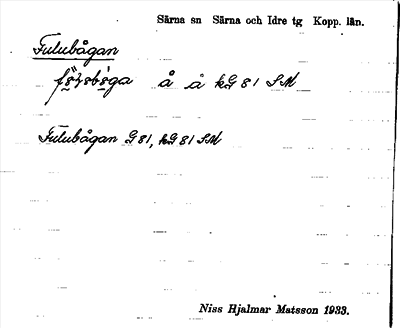 Särna sn Särna och Idre tg Kopp. län.
Fulubågan
å å kG 81 SM
Fulubågan G 81, kG 81 SM
Niss Hjalmar Matsson 1933.